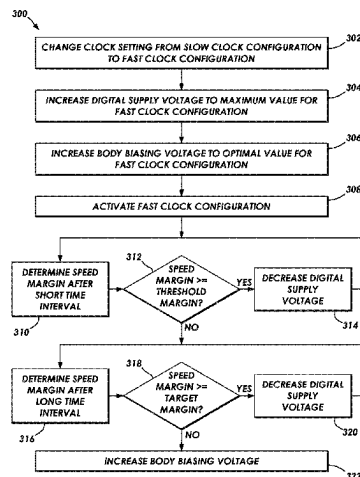 300
CHANGE CLOCK SETTING FROM SLOW CLOCK CONFIGURATION
TO FAST CLOCK CONFIGURATION
302
INCREASE DIGITAL SUPPLY VOLTAGE TO MAXIMUM VALUE FOR
FAST CLOCK CONFIGURATION
304
INCREASE BODY BIASING VOLTAGE TO OPTIMAL VALUE FOR
FAST CLOCK CONFIGURATION
306
ACTIVATE FAST CLOCK CONFIGURATION
308
DETERMINE SPEED
MARGIN AFTER
SHORT TIME
INTERVAL
310
312
SPEED
MARGIN >=
THRESHOLD
MARGIN?
YES
NO
DECREASE DIGITAL
SUPPLY
VOLTAGE
314
DETERMINE SPEED
MARGIN AFTER
LONG TIME
INTERVAL
316
318
SPEED
MARGIN >=
TARGET
MARGIN?
YES
NO
DECREASE DIGITAL
SUPPLY
VOLTAGE
320
INCREASE BODY BIASING VOLTAGE
322